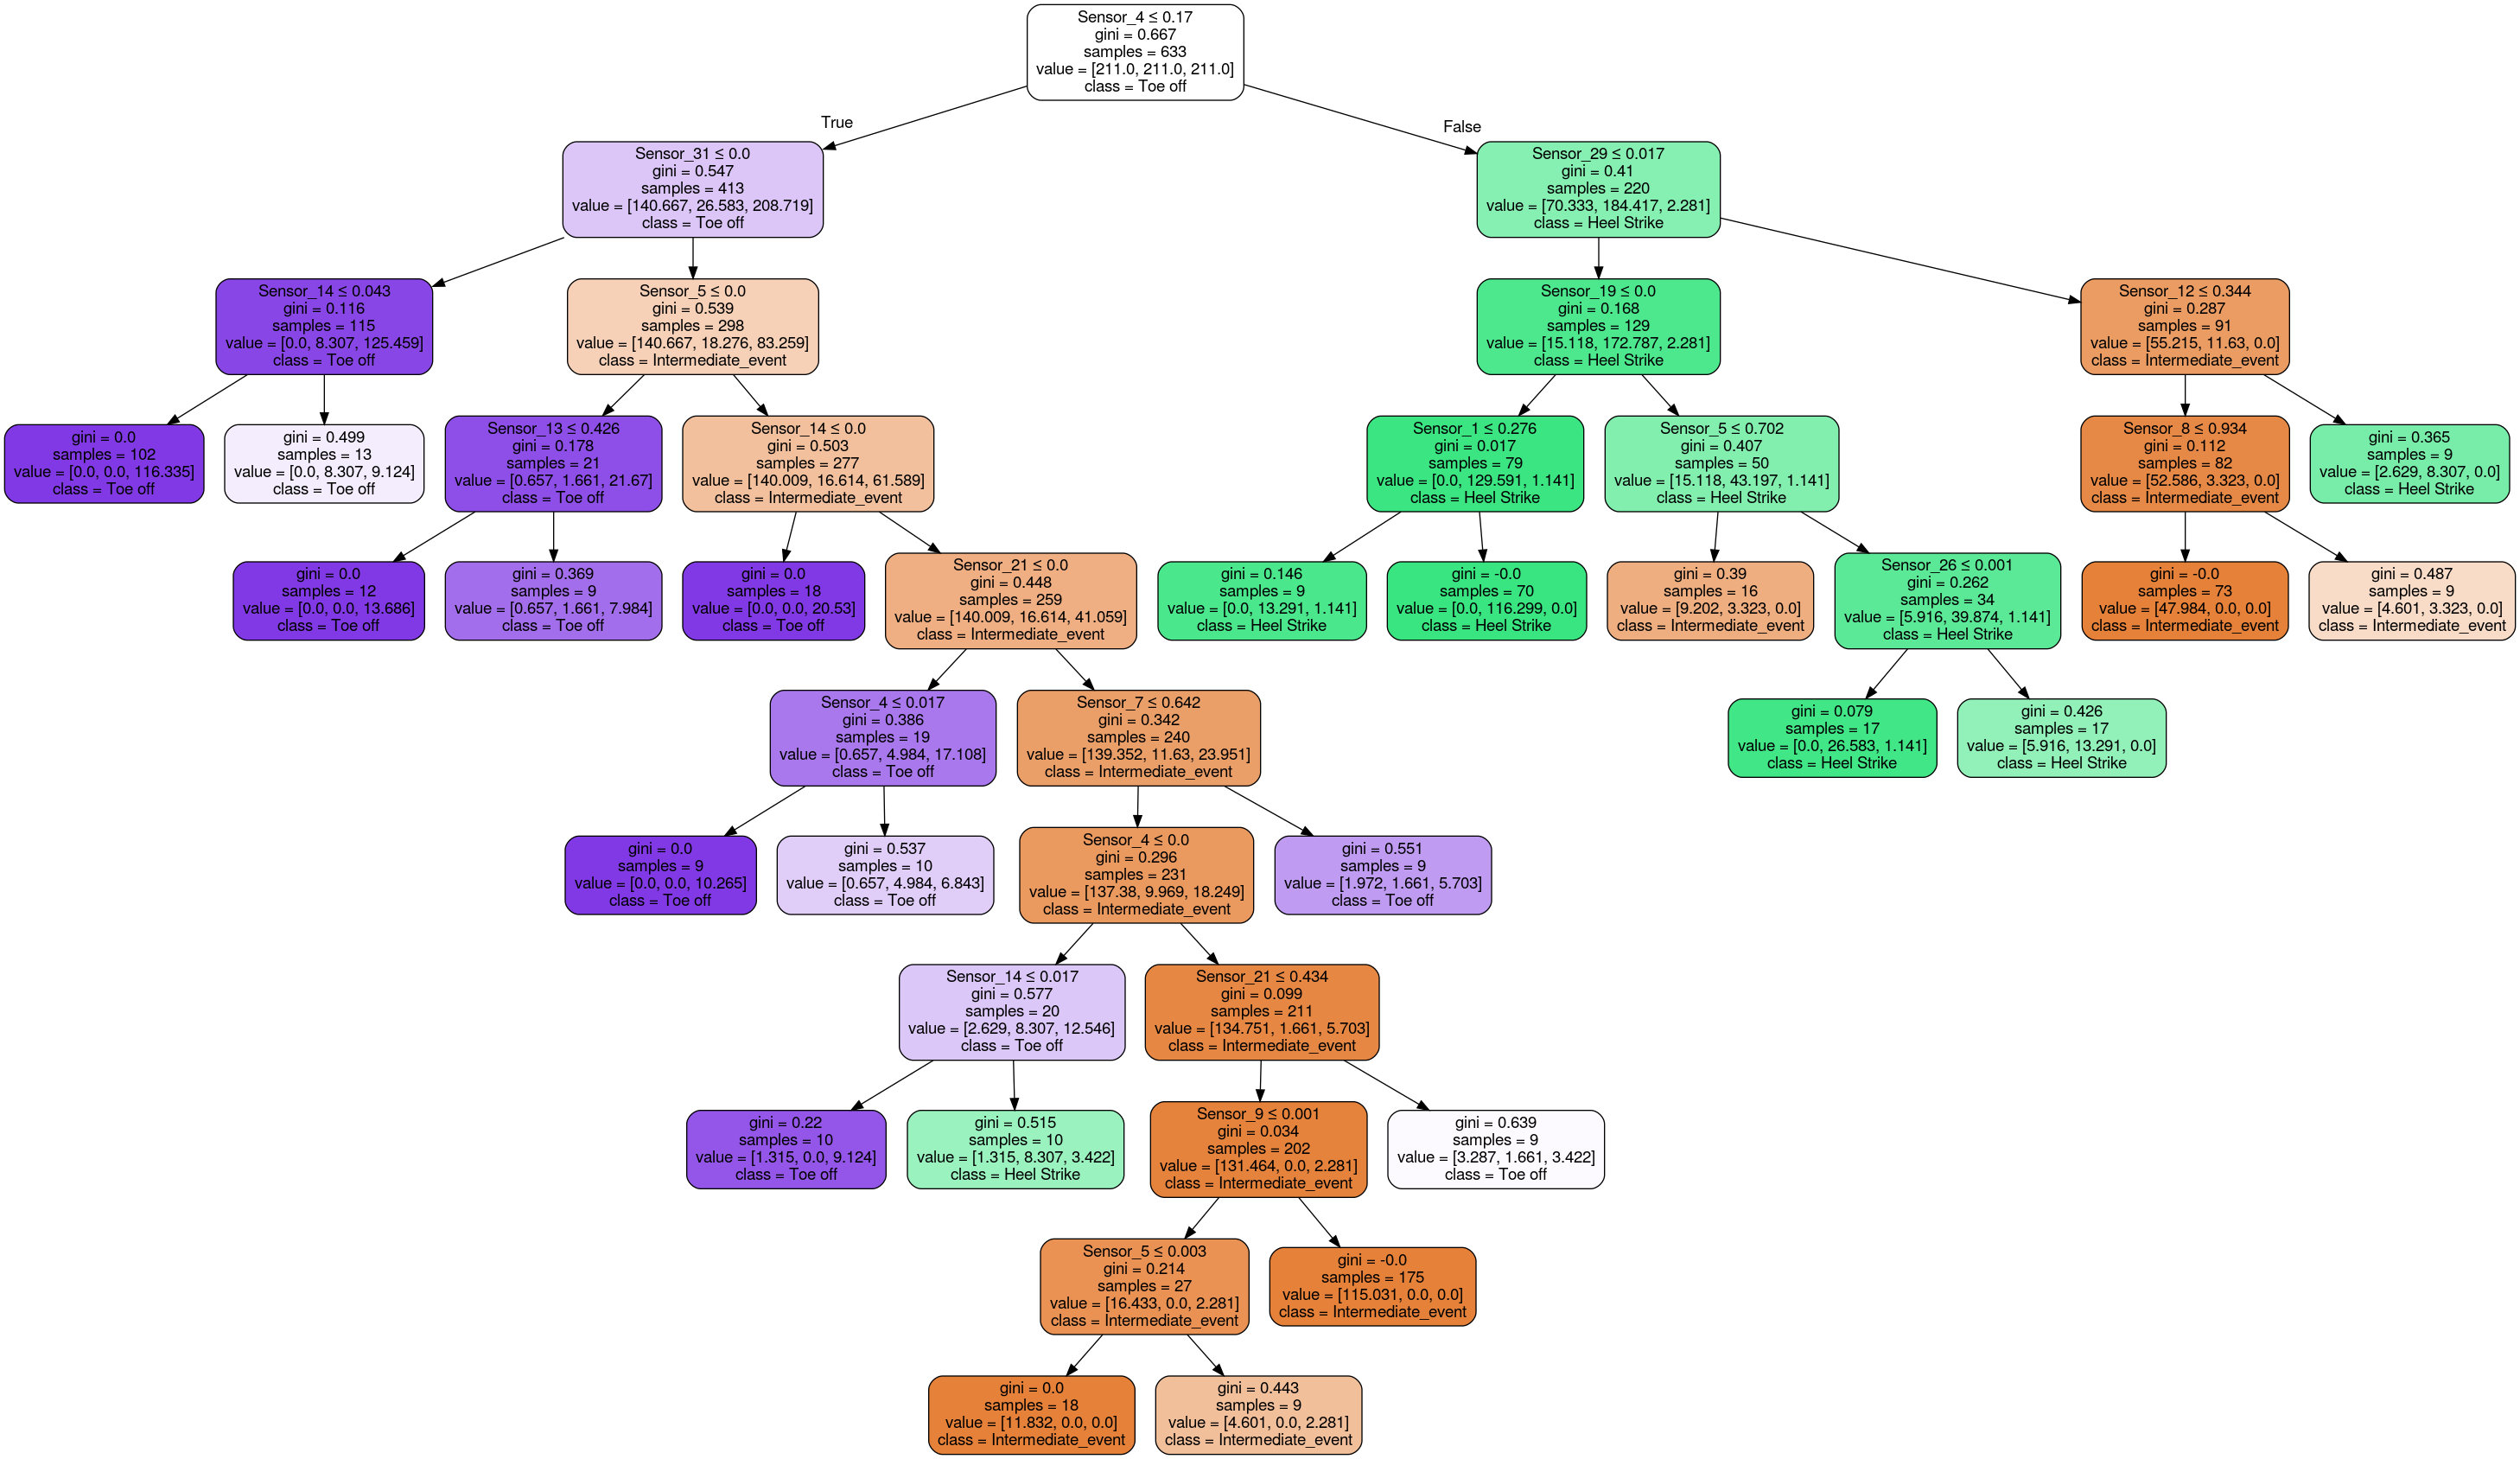 Sensor_4 ≤ 0.17
gini = 0.667
samples = 633
value = [211.0, 211.0, 211.0]
class = Toe off
True
False
Sensor_31 ≤ 0.0
gini = 0.547
samples = 413
value = [140.667, 26.583, 208.719]
class = Toe off
Sensor_29 ≤ 0.017
gini = 0.41
samples = 220
value = [70.333, 184.417, 2.281]
class = Heel Strike
Sensor_14 ≤ 0.043
gini = 0.116
samples = 115
value = [0.0, 8.307, 125.459]
class = Toe off
Sensor_5 ≤ 0.0
gini = 0.539
samples = 298
value = [140.667, 18.276, 83.259]
class = Intermediate_event
Sensor_19 ≤ 0.0
gini = 0.168
samples = 129
value = [15.118, 172.787, 2.281]
class = Heel Strike
Sensor_12 ≤ 0.344
gini = 0.287
samples = 91
value = [55.215, 11.63, 0.0]
class = Intermediate_event
gini = 0.0
samples = 102
value = [0.0, 0.0, 116.335]
class = Toe off
gini = 0.499
samples = 13
value = [0.0, 8.307, 9.124]
class = Toe off
Sensor_13 ≤ 0.426
gini = 0.178
samples = 21
value = [0.657, 1.661, 21.67]
class = Toe off
Sensor_14 ≤ 0.0
gini = 0.503
samples = 277
value = [140.009, 16.614, 61.589]
class = Intermediate_event
Sensor_1 ≤ 0.276
gini = 0.017
samples = 79
value = [0.0, 129.591, 1.141]
class = Heel Strike
Sensor_5 ≤ 0.702
gini = 0.407
samples = 50
value = [15.118, 43.197, 1.141]
class = Heel Strike
Sensor_8 ≤ 0.934
gini = 0.112
samples = 82
value = [52.586, 3.323, 0.0]
class = Intermediate_event
gini = 0.365
samples = 9
value = [2.629, 8.307, 0.0]
class = Heel Strike
gini = 0.0
samples = 12
value = [0.0, 0.0, 13.686]
class = Toe off
gini = 0.369
samples = 9
value = [0.657, 1.661, 7.984]
class = Toe off
gini = 0.0
samples = 18
value = [0.0, 0.0, 20.53]
class = Toe off
Sensor_21 ≤ 0.0
gini = 0.448
samples = 259
value = [140.009, 16.614, 41.059]
class = Intermediate_event
gini = 0.146
samples = 9
value = [0.0, 13.291, 1.141]
class = Heel Strike
gini = -0.0
samples = 70
value = [0.0, 116.299, 0.0]
class = Heel Strike
gini = 0.39
samples = 16
value = [9.202, 3.323, 0.0]
class = Intermediate_event
Sensor_26 ≤ 0.001
gini = 0.262
samples = 34
value = [5.916, 39.874, 1.141]
class = Heel Strike
gini = -0.0
samples = 73
value = [47.984, 0.0, 0.0]
class = Intermediate_event
gini = 0.487
samples = 9
value = [4.601, 3.323, 0.0]
class = Intermediate_event
Sensor_4 ≤ 0.017
gini = 0.386
samples = 19
value = [0.657, 4.984, 17.108]
class = Toe off
Sensor_7 ≤ 0.642
gini = 0.342
samples = 240
value = [139.352, 11.63, 23.951]
class = Intermediate_event
gini = 0.079
samples = 17
value = [0.0, 26.583, 1.141]
class = Heel Strike
gini = 0.426
samples = 17
value = [5.916, 13.291, 0.0]
class = Heel Strike
gini = 0.0
samples = 9
value = [0.0, 0.0, 10.265]
class = Toe off
gini = 0.537
samples = 10
value = [0.657, 4.984, 6.843]
class = Toe off
Sensor_4 ≤ 0.0
gini = 0.296
samples = 231
value = [137.38, 9.969, 18.249]
class = Intermediate_event
gini = 0.551
samples = 9
value = [1.972, 1.661, 5.703]
class = Toe off
Sensor_14 ≤ 0.017
gini = 0.577
samples = 20
value = [2.629, 8.307, 12.546]
class = Toe off
Sensor_21 ≤ 0.434
gini = 0.099
samples = 211
value = [134.751, 1.661, 5.703]
class = Intermediate_event
gini = 0.22
samples = 10
value = [1.315, 0.0, 9.124]
class = Toe off
gini = 0.515
samples = 10
value = [1.315, 8.307, 3.422]
class = Heel Strike
Sensor_9 ≤ 0.001
gini = 0.034
samples = 202
value = [131.464, 0.0, 2.281]
class = Intermediate_event
gini = 0.639
samples = 9
value = [3.287, 1.661, 3.422]
class = Toe off
Sensor_5 ≤ 0.003
gini = 0.214
samples = 27
value = [16.433, 0.0, 2.281]
class = Intermediate_event
gini = -0.0
samples = 175
value = [115.031, 0.0, 0.0]
class = Intermediate_event
gini = 0.0
samples = 18
value = [11.832, 0.0, 0.0]
class = Intermediate_event
gini = 0.443
samples = 9
value = [4.601, 0.0, 2.281]
class = Intermediate_event